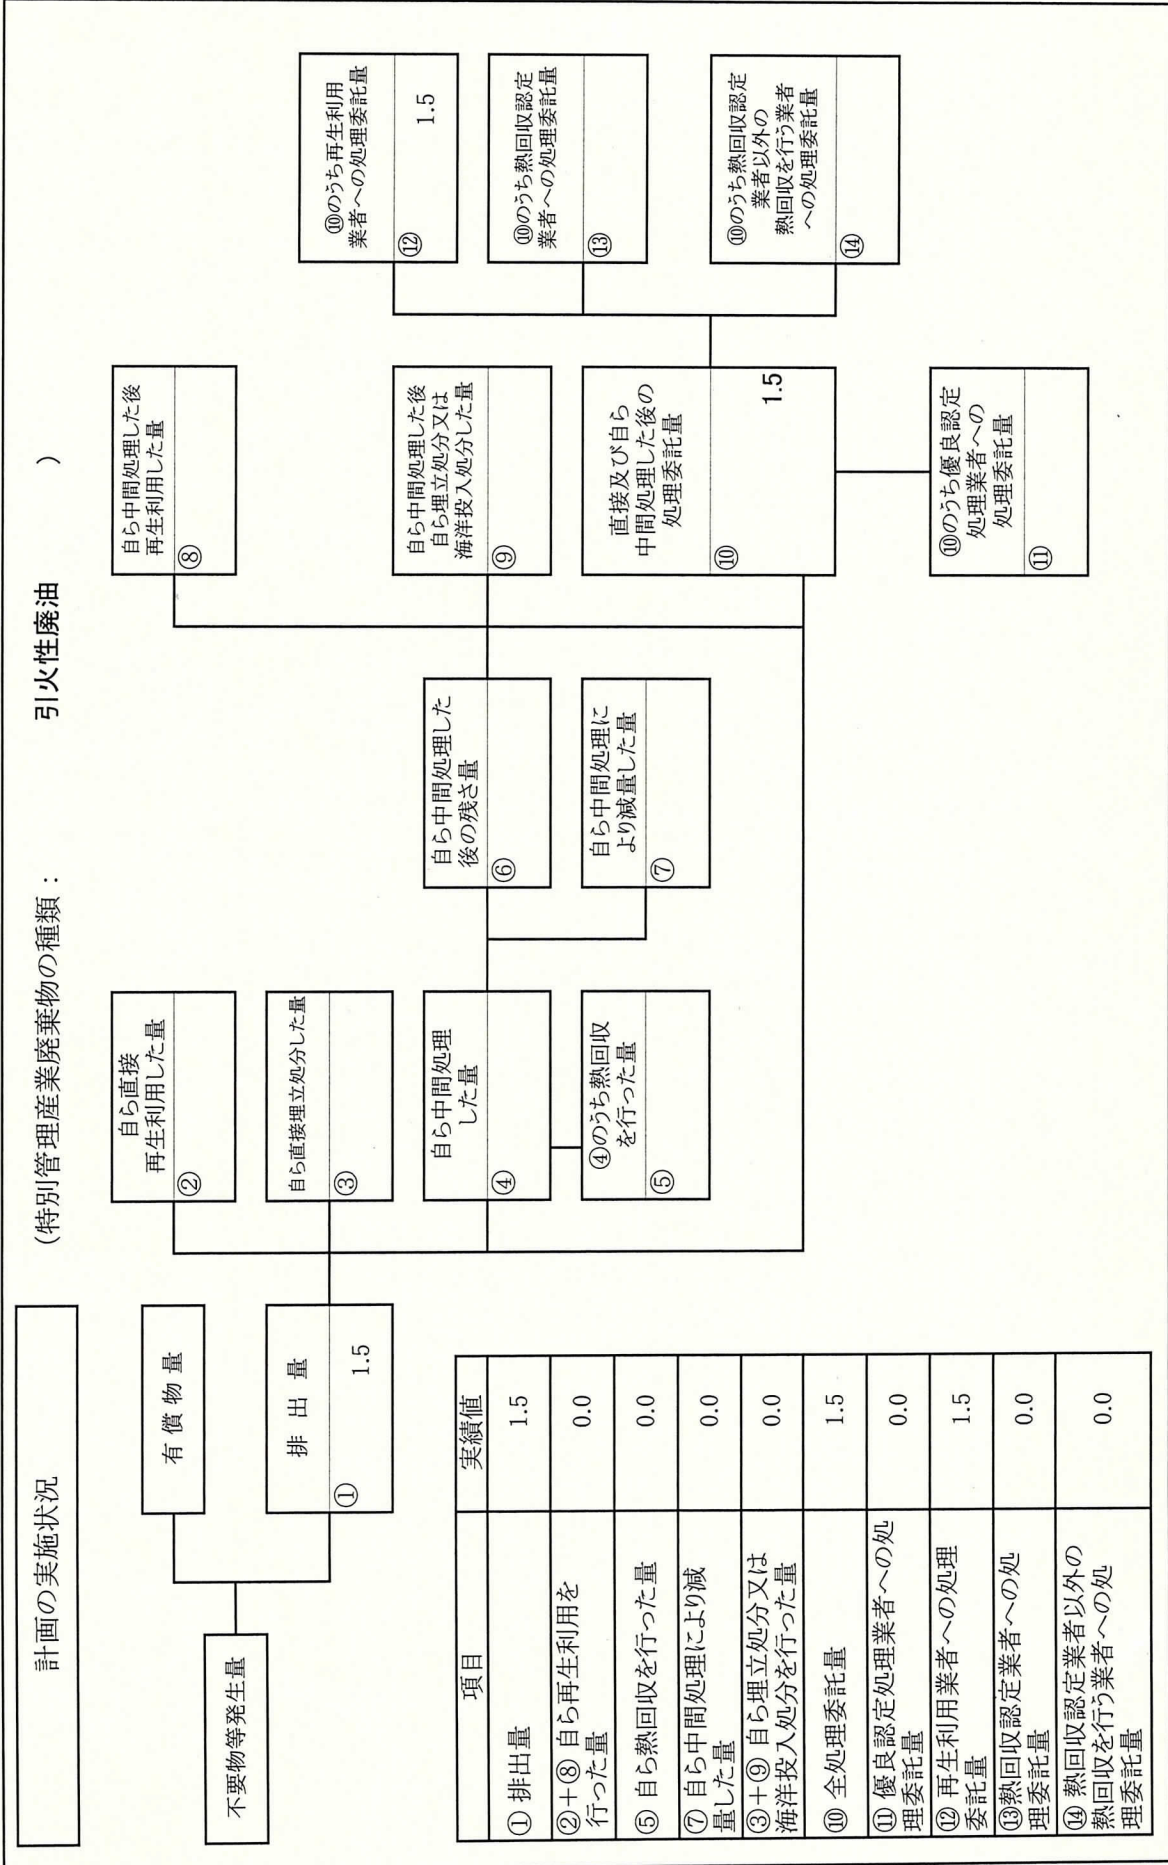 計画の実施状況
(特別管理産業廃棄物の種類： 引火性廃油 )
不要物等発生量
有償物量
排出量
① 1.5
自ら直接
再生利用した量
②
自ら直接埋立処分した量
③
自ら中間処理
した量
④
④のうち熱回収
を行った量
⑤
自ら中間処理した
後の残さ量
⑥
自ら中間処理に
より減量した量
⑦
自ら中間処理した後
再生利用した量
⑧
自ら中間処理した後
自ら埋立処分又は
海洋投入処分した量
⑨
直接及び自ら
中間処理した後の
処理委託量
⑩ 1.5
⑩のうち優良認定
処理業者への
処理委託量
⑪
⑩のうち再生利用
業者への処理委託量
⑫ 1.5
⑩のうち熱回収認定
業者への処理委託量
⑬
⑩のうち熱回収認定
業者以外の
熱回収を行う業者
への処理委託量
⑭
項目 実績値
① 排出量 1.5
②+⑧ 自ら再生利用を
行った量 0.0
⑤ 自ら熱回収を行った量 0.0
⑦ 自ら中間処理により減
量した量 0.0
③+⑨ 自ら埋立処分又は
海洋投入処分を行った量 0.0
⑩ 全処理委託量 1.5
⑪ 優良認定処理業者への処
理委託量 0.0
⑫ 再生利用業者への処理
委託量 1.5
⑬熱回収認定業者への処
理委託量 0.0
⑭ 熱回収認定業者以外の
熱回収を行う業者への処
理委託量 0.0